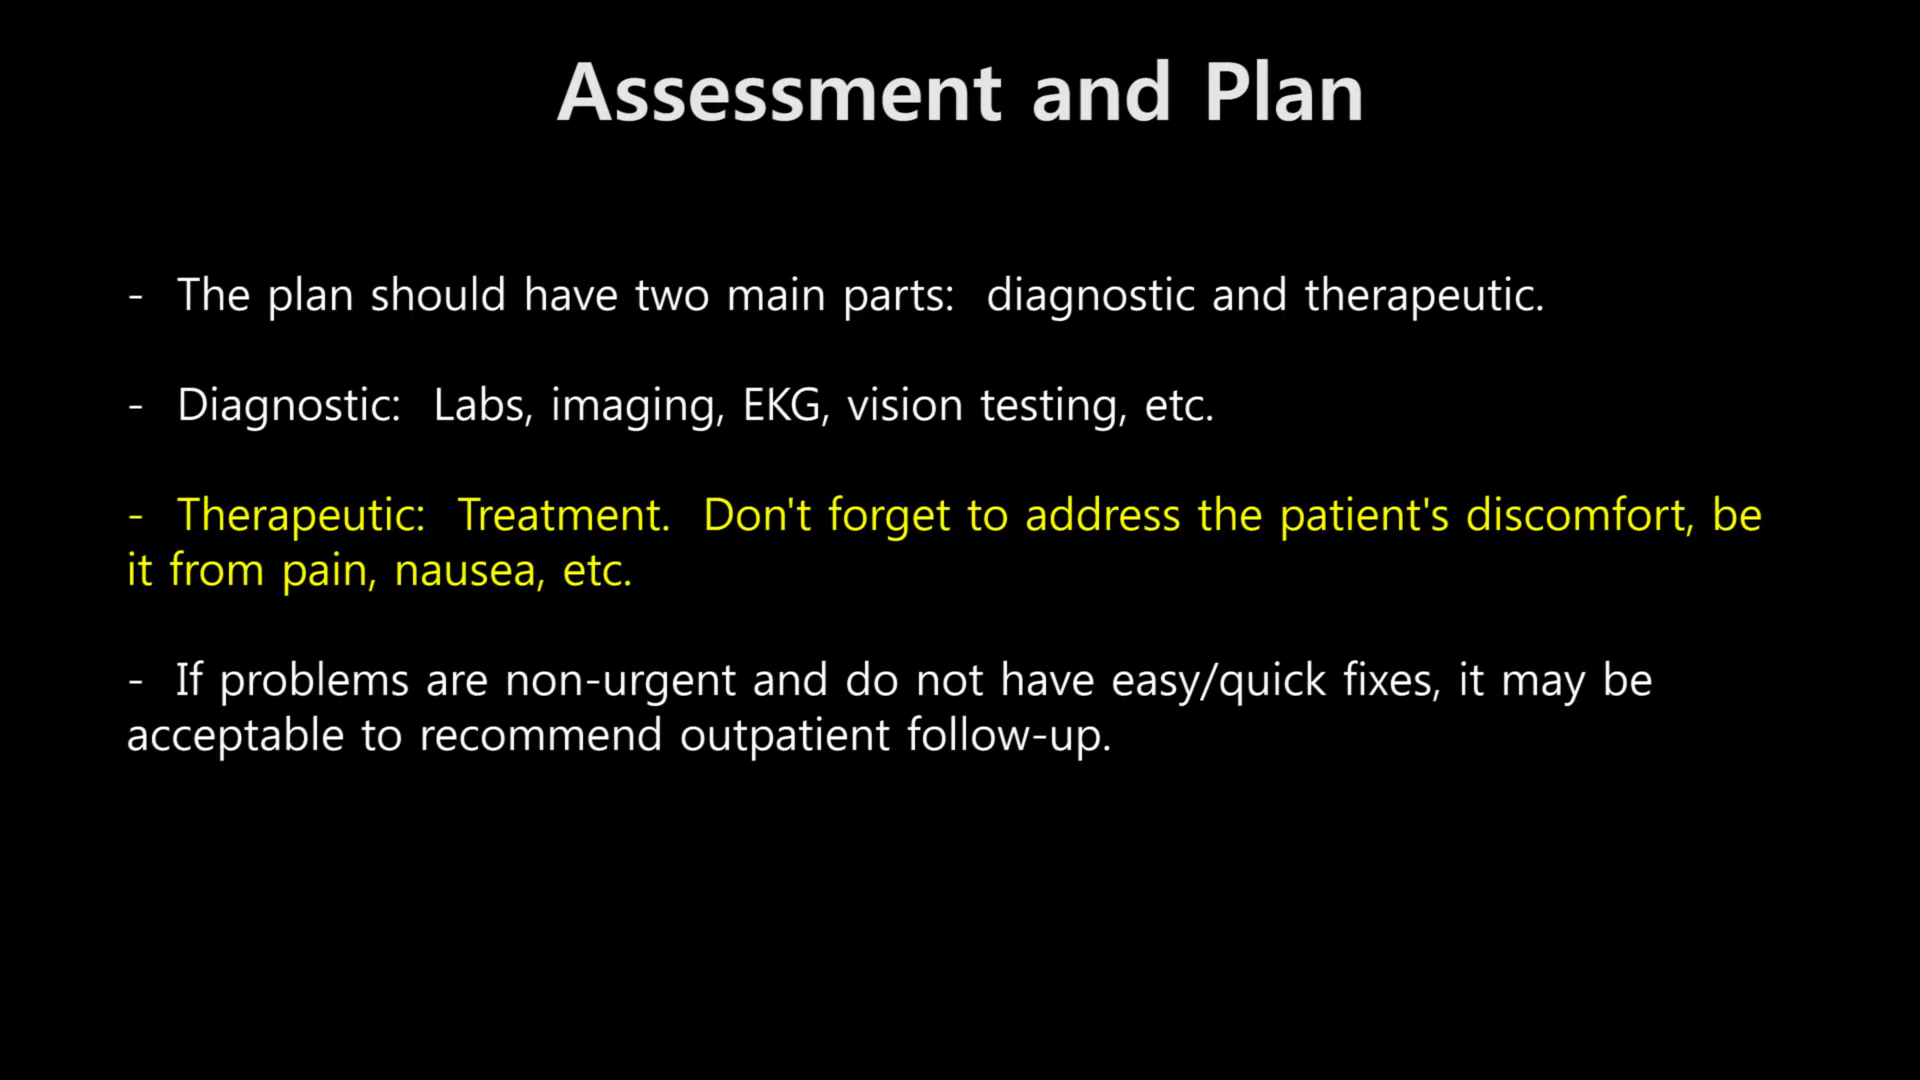 Assessment and Plan
- The plan should have two main parts:  diagnostic and therapeutic.
- Diagnostic:  Labs, imaging, EKG, vision testing, etc.
- Therapeutic:  Treatment.  Don't forget to address the patient's discomfort, be
it from pain, nausea, etc.
- If problems are non-urgent and do not have easy/quick fixes, it may be
acceptable to recommend outpatient follow-up.